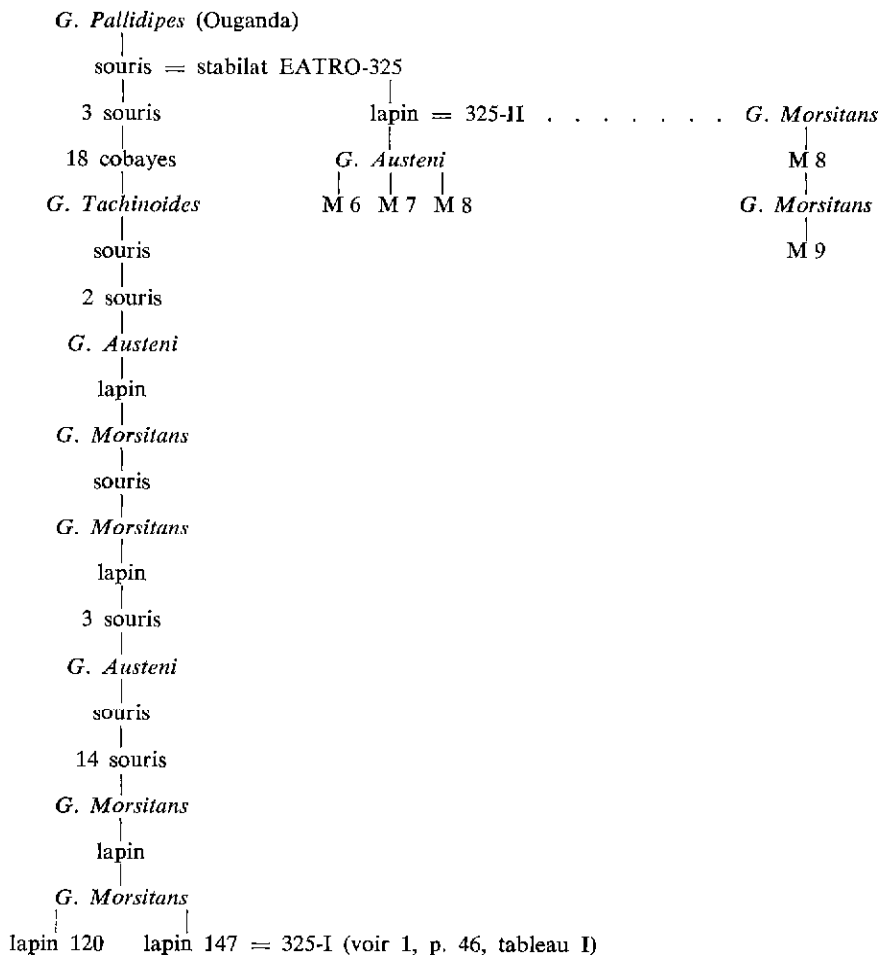 G. Pallidipes (Ouganda)
souris = stabilat EATRO-325
3 souris lapin = 325-II . . . . . . . G. Morsitans
18 cobayes G. Austeni M 8
G. Tachinoides M 6 M 7 M 8 G. Morsitans
souris M 9
2 souris
G. Austeni
lapin
G. Morsitans
souris
G. Morsitans
lapin
3 souris
G. Austeni
souris
14 souris
G. Morsitans
lapin
G. Morsitans
lapin 120 lapin 147 = 325-I (voir 1, p. 46, tableau I)